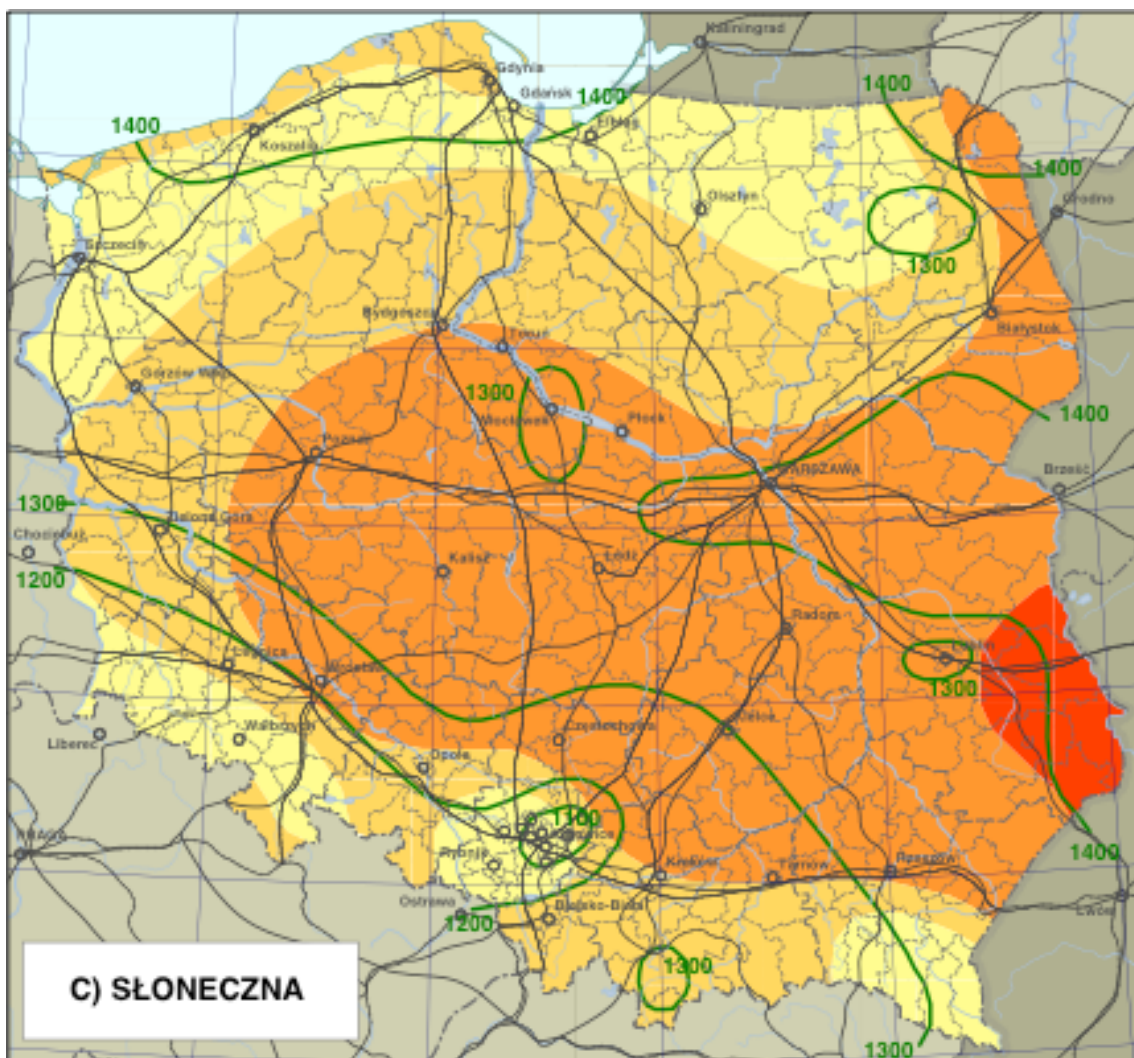 Kaliningrad
Gdynia
Gdańsk
1400
1400
1400
Elbląg
Koszalin
1400
Olsztyn
Grodno
Szczecin
1300
Bydgoszcz
Toruń
Białystok
Gorzów Wlkp
1300
Włocławek
Płock
1400
Poznań
WARSZAWA
Brześć
1300
Zielona Góra
Chociebuż
1200
Kalisz
Łódź
Radom
Legnica
Wrocław
Lublin
1300
Wałbrzych
Liberec
Częstochowa
Kielce
Opole
1100
PRAGA
Katowice
Rybnik
Kraków
Tarnów
Rzeszów
1400
Ostrawa
Bielsko-Biała
Lwów
1200
1300
C) SŁONECZNA
1300